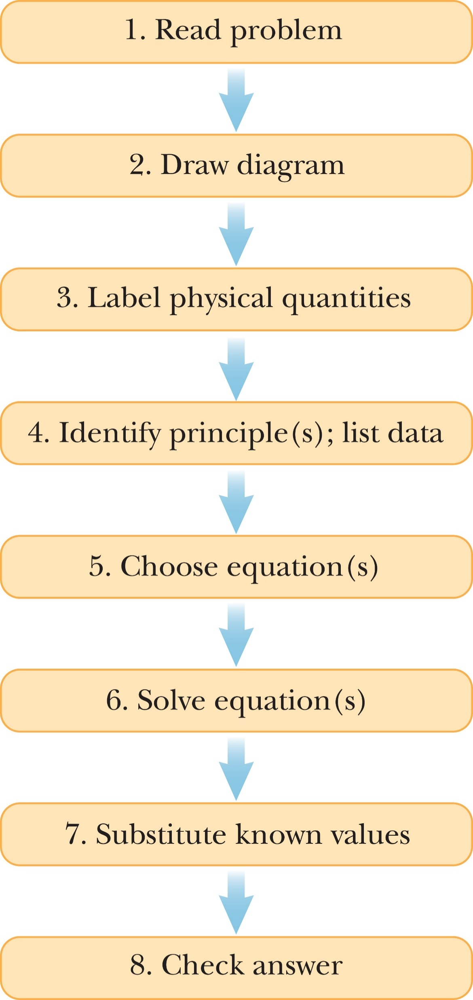 1. Read problem
2. Draw diagram
3. Label physical quantities
4. Identify principle(s); list data
5. Choose equation(s)
6. Solve equation(s)
7. Substitute known values
8. Check answer